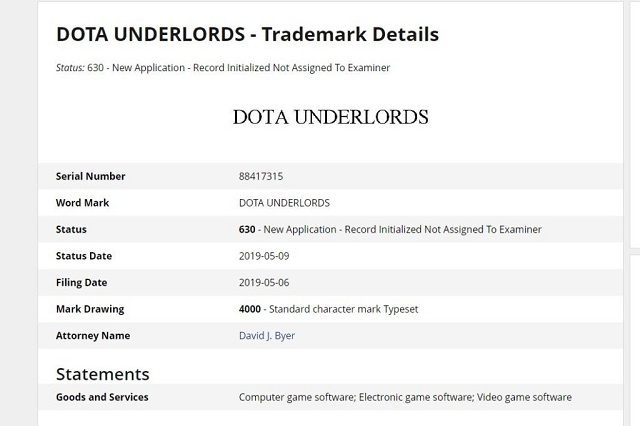 DOTA UNDERLORDS - Trademark Details
Status: 630 - New Application - Record Initialized Not Assigned To Examiner
DOTA UNDERLORDS
Serial Number 88417315
Word Mark DOTA UNDERLORDS
Status 630 - New Application - Record Initialized Not Assigned To Examiner
Status Date 2019-05-09
Filing Date 2019-05-06
Mark Drawing 4000 - Standard character mark Typeset
Attorney Name David J. Byer
Statements
Goods and Services Computer game software; Electronic game software; Video game software